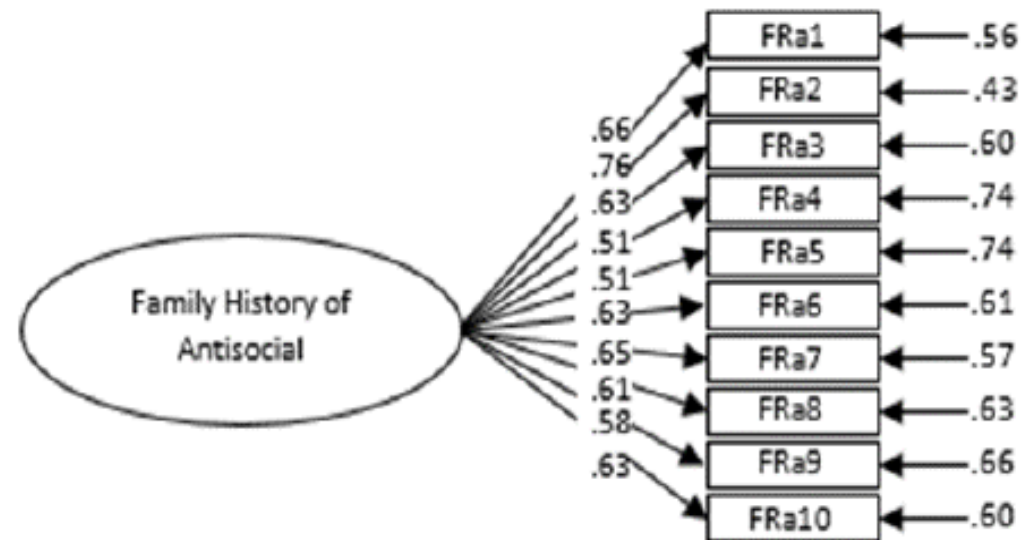 FRa1 .56
FRa2 .43
.66
FRa3 .60
.76
.63 FRa4 .74
.51
FRa5 .74
.51
Family History of
.63 FRa6 .61
Antisocial
.65 FRa7 .57
.61
FRa8 .63
.58
.63 FRa9 .66
FRa10 .60